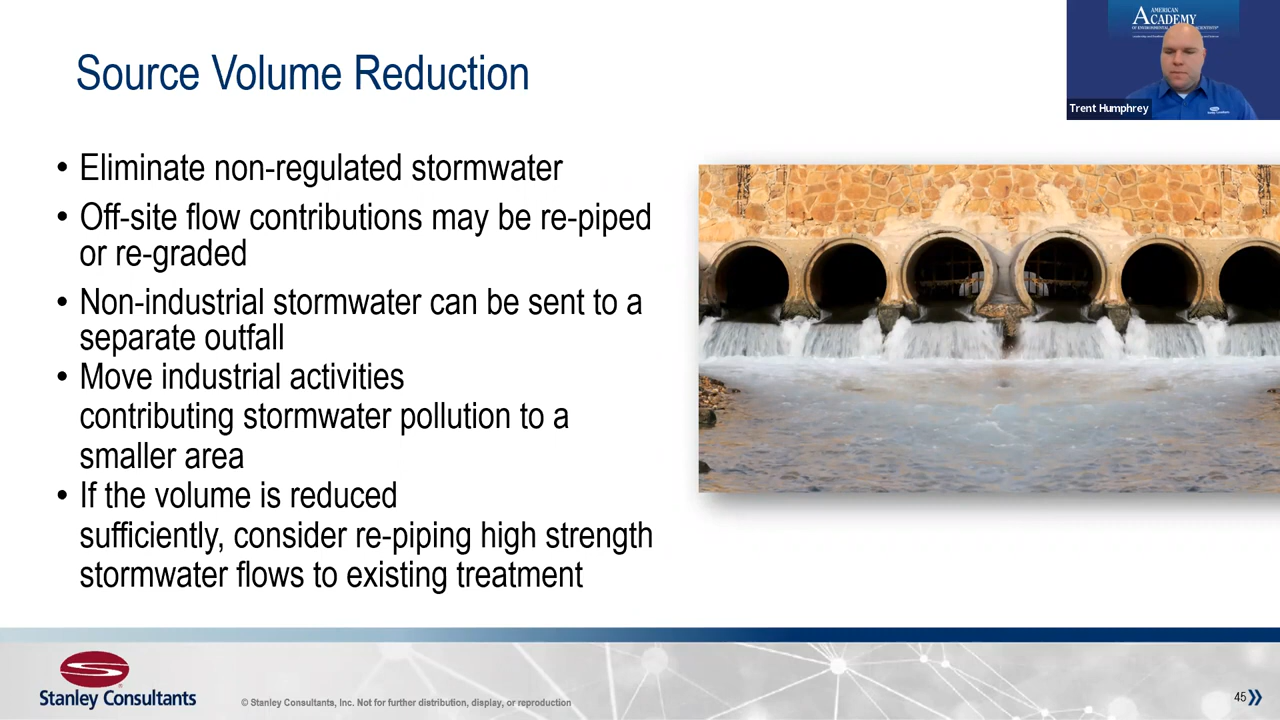 Source Volume Reduction
AMERICAN
ACADEMY
Trent Humphrey
• Eliminate non-regulated stormwater
• Off-site flow contributions may be re-piped
or re-graded
• Non-industrial stormwater can be sent to a
separate outfall
• Move industrial activities
contributing stormwater pollution to a
smaller area
• If the volume is reduced
sufficiently, consider re-piping high strength
stormwater flows to existing treatment
Stanley Consultants
© Stanley Consultants, Inc. Not for further distribution, display, or reproduction
45